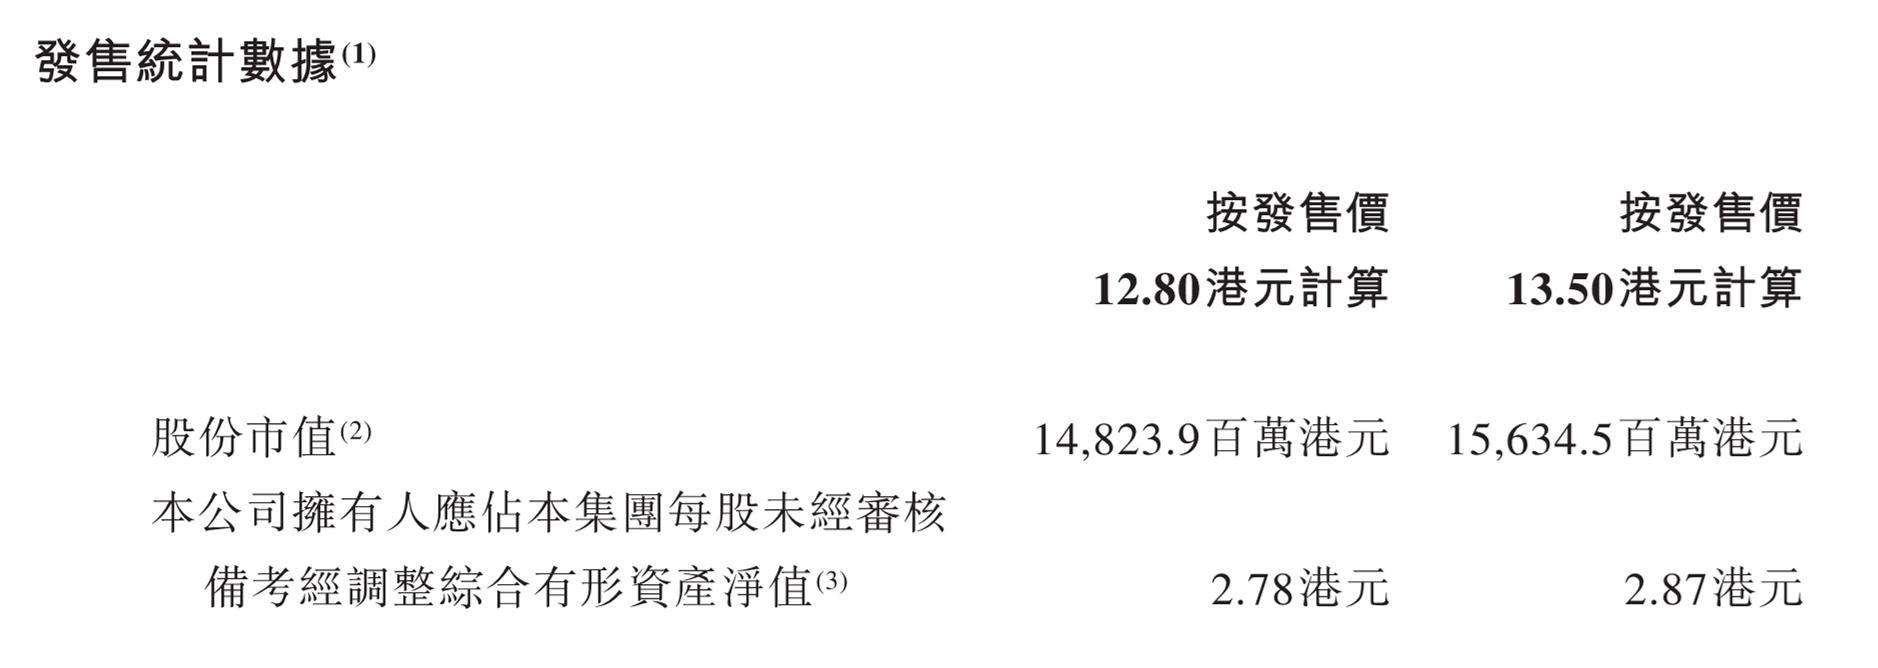 發售統計數據(1)
按發售價 按發售價
12.80港元計算 13.50港元計算
股份市值(2) 14,823.9百萬港元 15,634.5百萬港元
本公司擁有人應佔本集團每股未經審核
備考經調整綜合有形資產淨值(3) 2.78港元 2.87港元